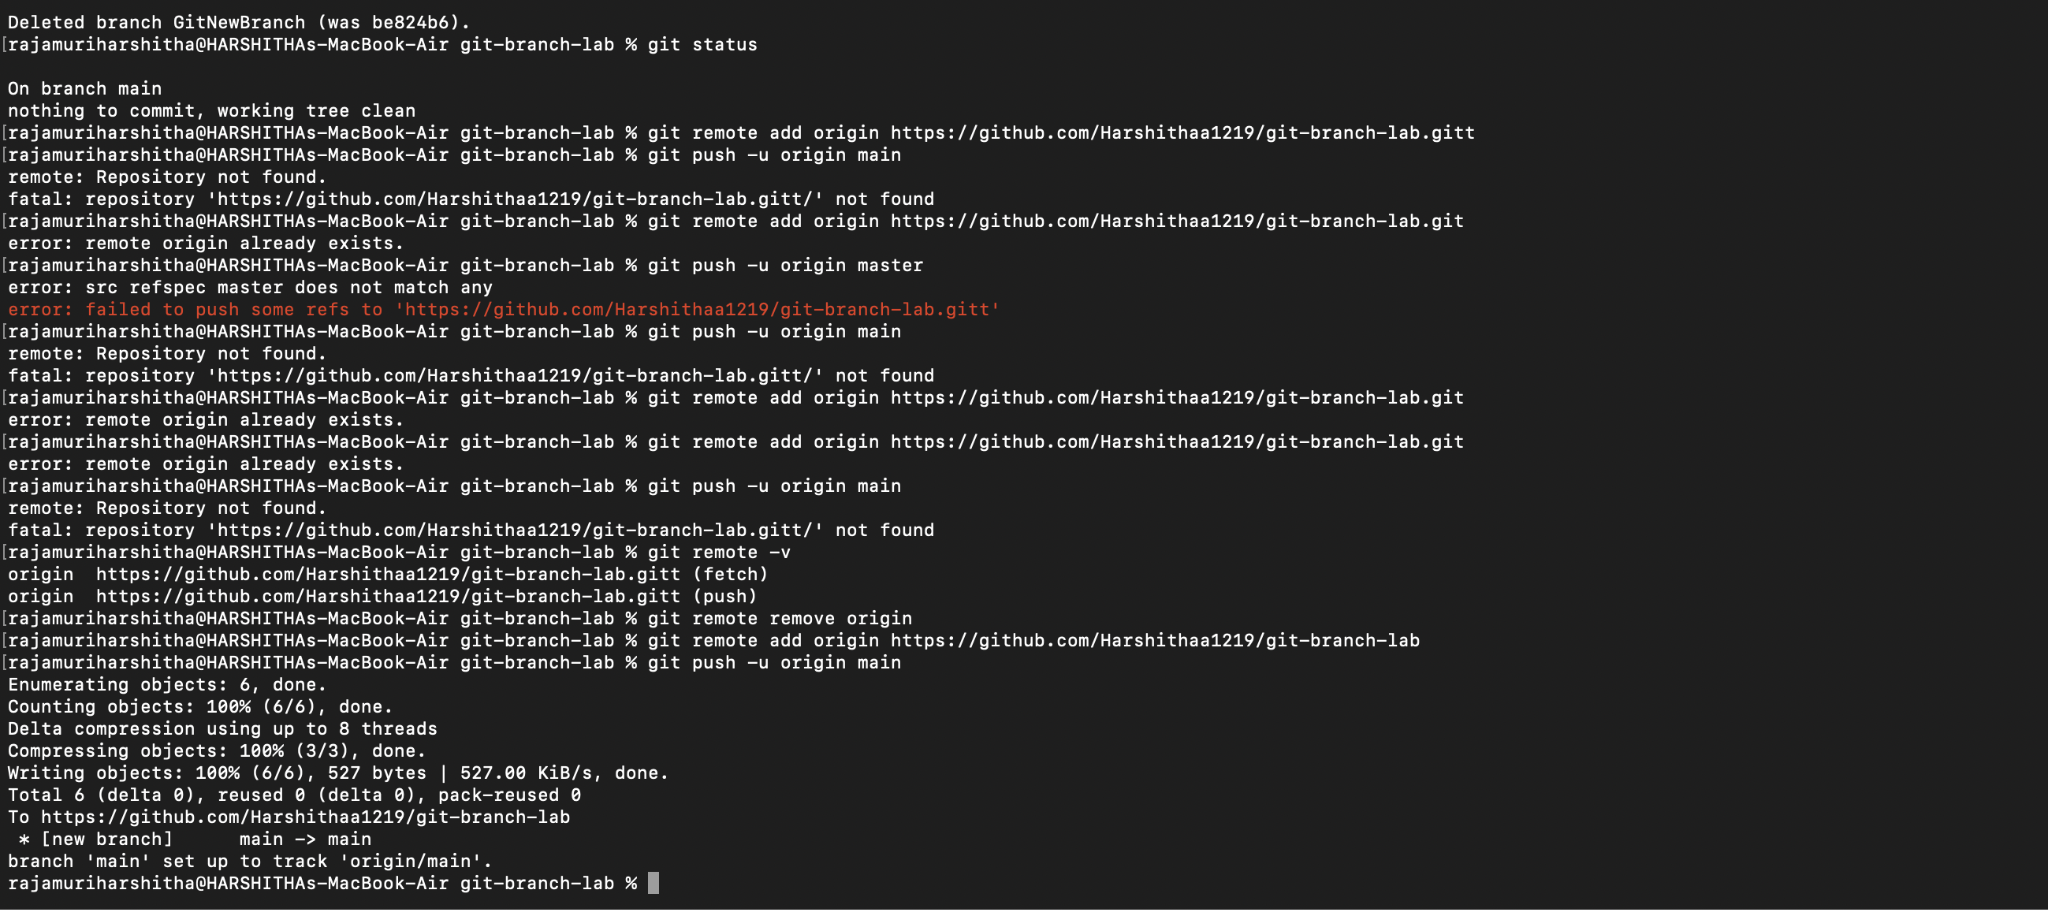 Deleted branch GitNewBranch (was be824b6).
[rajamuriharshitha@HARSHITHAs-MacBook-Air git-branch-lab % git status
On branch main
nothing to commit, working tree clean
[rajamuriharshitha@HARSHITHAs-MacBook-Air git-branch-lab % git remote add origin https://github.com/Harshithaa1219/git-branch-lab.gitt
[rajamuriharshitha@HARSHITHAs-MacBook-Air git-branch-lab % git push -u origin main
remote: Repository not found.
fatal: repository 'https://github.com/Harshithaa1219/git-branch-lab.gitt/' not found
[rajamuriharshitha@HARSHITHAs-MacBook-Air git-branch-lab % git remote add origin https://github.com/Harshithaa1219/git-branch-lab.git
error: remote origin already exists.
[rajamuriharshitha@HARSHITHAs-MacBook-Air git-branch-lab % git push -u origin master
error: src refspec master does not match any
error: failed to push some refs to 'https://github.com/Harshithaa1219/git-branch-lab.gitt'
[rajamuriharshitha@HARSHITHAs-MacBook-Air git-branch-lab % git push -u origin main
remote: Repository not found.
fatal: repository 'https://github.com/Harshithaa1219/git-branch-lab.gitt/' not found
[rajamuriharshitha@HARSHITHAs-MacBook-Air git-branch-lab % git remote add origin https://github.com/Harshithaa1219/git-branch-lab.git
error: remote origin already exists.
[rajamuriharshitha@HARSHITHAs-MacBook-Air git-branch-lab % git remote add origin https://github.com/Harshithaa1219/git-branch-lab.git
error: remote origin already exists.
[rajamuriharshitha@HARSHITHAs-MacBook-Air git-branch-lab % git push -u origin main
remote: Repository not found.
fatal: repository 'https://github.com/Harshithaa1219/git-branch-lab.gitt/' not found
[rajamuriharshitha@HARSHITHAs-MacBook-Air git-branch-lab % git remote -v
origin  https://github.com/Harshithaa1219/git-branch-lab.gitt (fetch)
origin  https://github.com/Harshithaa1219/git-branch-lab.gitt (push)
[rajamuriharshitha@HARSHITHAs-MacBook-Air git-branch-lab % git remote remove origin
[rajamuriharshitha@HARSHITHAs-MacBook-Air git-branch-lab % git remote add origin https://github.com/Harshithaa1219/git-branch-lab
[rajamuriharshitha@HARSHITHAs-MacBook-Air git-branch-lab % git push -u origin main
Enumerating objects: 6, done.
Counting objects: 100% (6/6), done.
Delta compression using up to 8 threads
Compressing objects: 100% (3/3), done.
Writing objects: 100% (6/6), 527 bytes | 527.00 KiB/s, done.
Total 6 (delta 0), reused 0 (delta 0), pack-reused 0
To https://github.com/Harshithaa1219/git-branch-lab
 * [new branch]      main -> main
branch 'main' set up to track 'origin/main'.
rajamuriharshitha@HARSHITHAs-MacBook-Air git-branch-lab %